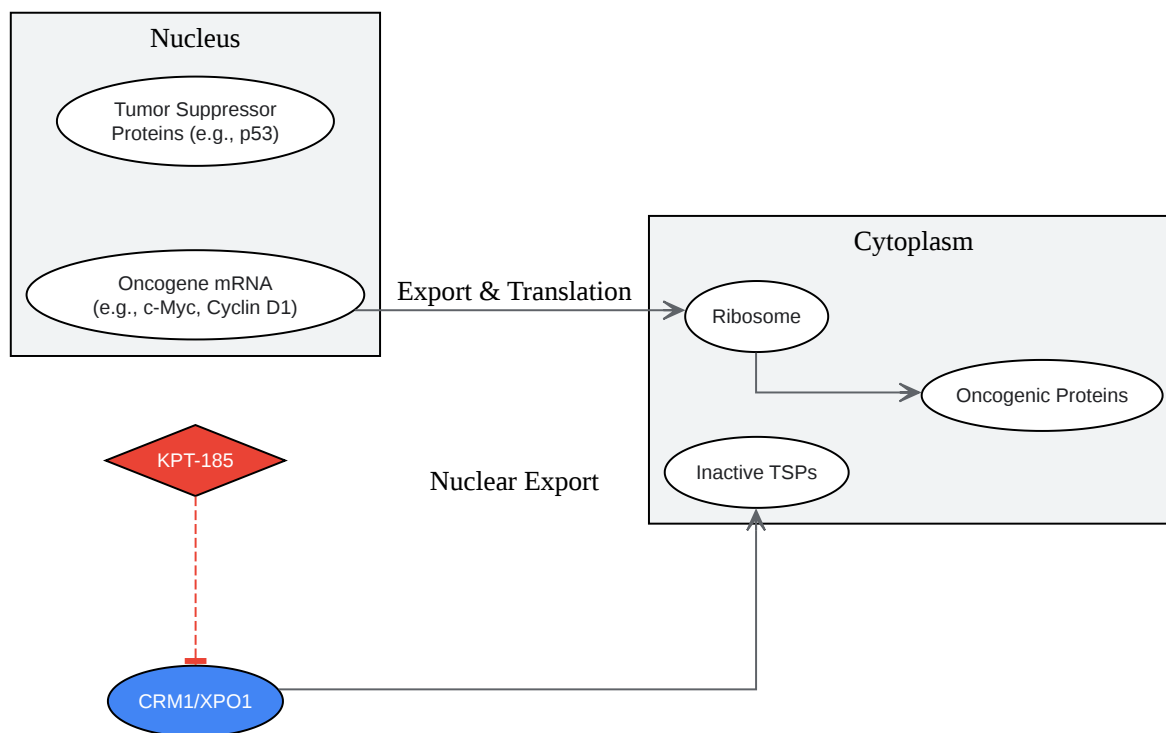 Nucleus
Tumor Suppressor
Proteins (e.g., p53)
Oncogene mRNA
(e.g., c-Myc, Cyclin D1)
Export & Translation
Cytoplasm
Ribosome
Oncogenic Proteins
Inactive TSPs
KPT-185
Nuclear Export
CRM1/XPO1